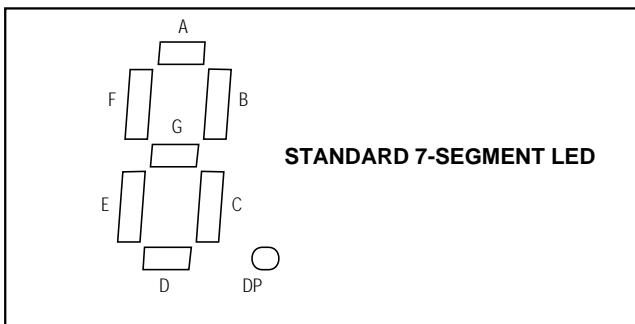 A
F B
G
STANDARD 7-SEGMENT LED
E C
D DP